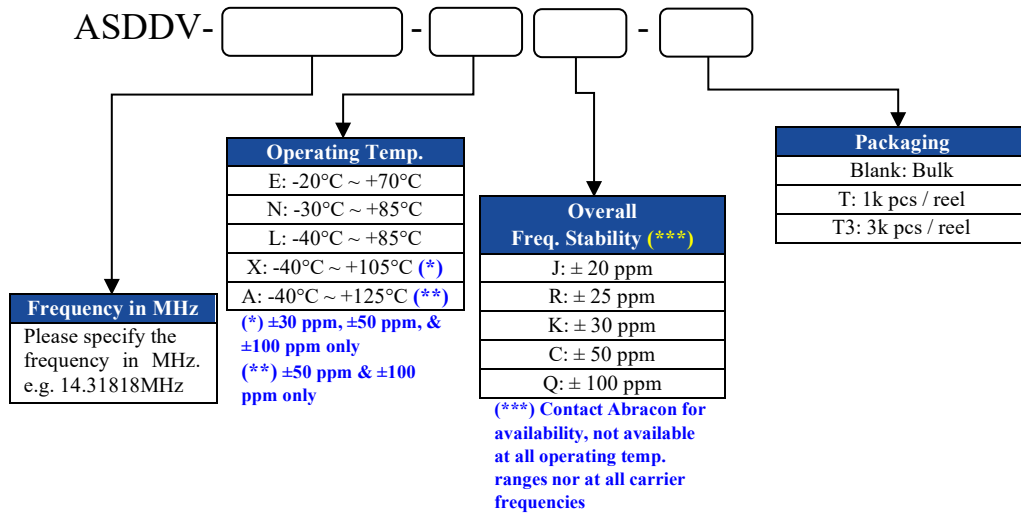 ASDDV- - -
Operating Temp.
E: -20°C ~ +70°C
N: -30°C ~ +85°C
L: -40°C ~ +85°C
X: -40°C ~ +105°C (*)
A: -40°C ~ +125°C (**)
(*) ±30 ppm, ±50 ppm, &
±100 ppm only
(**) ±50 ppm & ±100
ppm only
Packaging
Blank: Bulk
T: 1k pcs / reel
T3: 3k pcs / reel
Overall
Freq. Stability (***)
J: ± 20 ppm
R: ± 25 ppm
K: ± 30 ppm
C: ± 50 ppm
Q: ± 100 ppm
(***) Contact Abracon for
availability, not available
at all operating temp.
ranges nor at all carrier
frequencies
Frequency in MHz
Please specify the
frequency in MHz.
e.g. 14.31818MHz